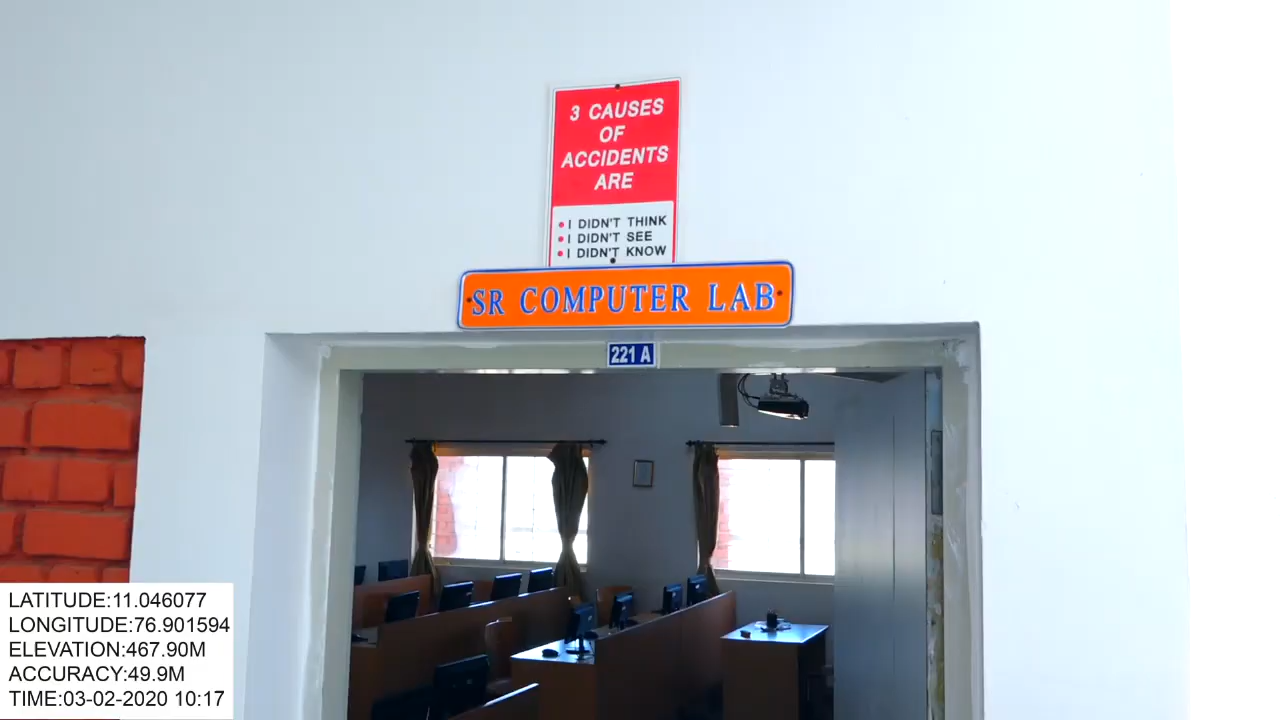 3 CAUSES
OF
ACCIDENTS
ARE
• I DIDN'T THINK
• I DIDN'T SEE
• I DIDN'T KNOW
SR COMPUTER LAB
221 A
LATITUDE:11.046077
LONGITUDE:76.901594
ELEVATION:467.90M
ACCURACY:49.9M
TIME:03-02-2020 10:17